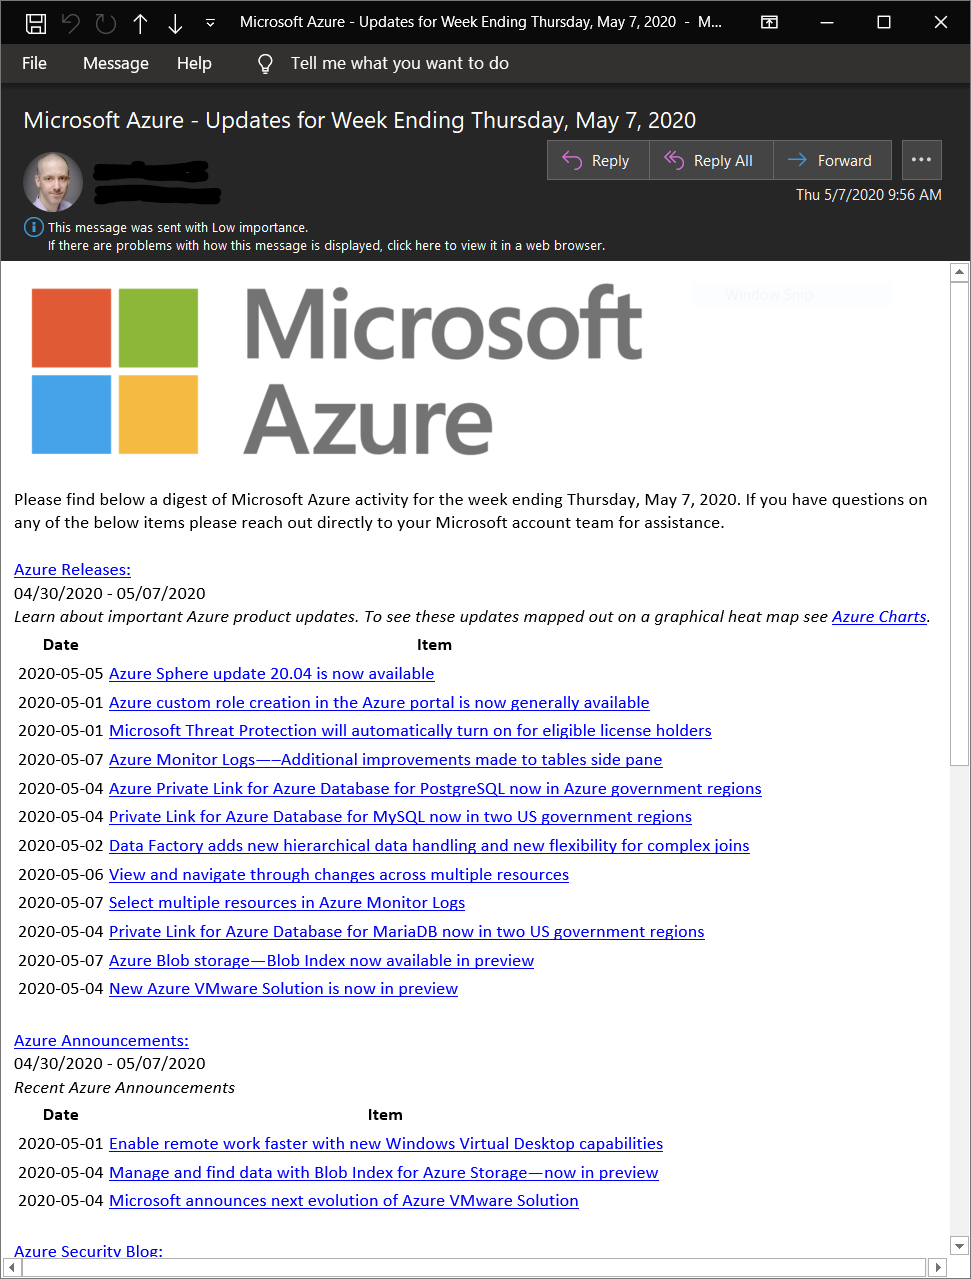 Microsoft Azure - Updates for Week Ending Thursday, May 7, 2020 - M...
File Message Help Tell me what you want to do
Microsoft Azure - Updates for Week Ending Thursday, May 7, 2020
Reply Reply All Forward ...
Thu 5/7/2020 9:56 AM
This message was sent with Low importance.
If there are problems with how this message is displayed, click here to view it in a web browser.
Window Snip
Microsoft
Azure
Please find below a digest of Microsoft Azure activity for the week ending Thursday, May 7, 2020. If you have questions on
any of the below items please reach out directly to your Microsoft account team for assistance.
Azure Releases:
04/30/2020 - 05/07/2020
Learn about important Azure product updates. To see these updates mapped out on a graphical heat map see Azure Charts.
Date Item
2020-05-05 Azure Sphere update 20.04 is now available
2020-05-01 Azure custom role creation in the Azure portal is now generally available
2020-05-01 Microsoft Threat Protection will automatically turn on for eligible license holders
2020-05-07 Azure Monitor Logs—–Additional improvements made to tables side pane
2020-05-04 Azure Private Link for Azure Database for PostgreSQL now in Azure government regions
2020-05-04 Private Link for Azure Database for MySQL now in two US government regions
2020-05-02 Data Factory adds new hierarchical data handling and new flexibility for complex joins
2020-05-06 View and navigate through changes across multiple resources
2020-05-07 Select multiple resources in Azure Monitor Logs
2020-05-04 Private Link for Azure Database for MariaDB now in two US government regions
2020-05-07 Azure Blob storage—Blob Index now available in preview
2020-05-04 New Azure VMware Solution is now in preview
Azure Announcements:
04/30/2020 - 05/07/2020
Recent Azure Announcements
Date Item
2020-05-01 Enable remote work faster with new Windows Virtual Desktop capabilities
2020-05-04 Manage and find data with Blob Index for Azure Storage—now in preview
2020-05-04 Microsoft announces next evolution of Azure VMware Solution
Azure Security Blog: